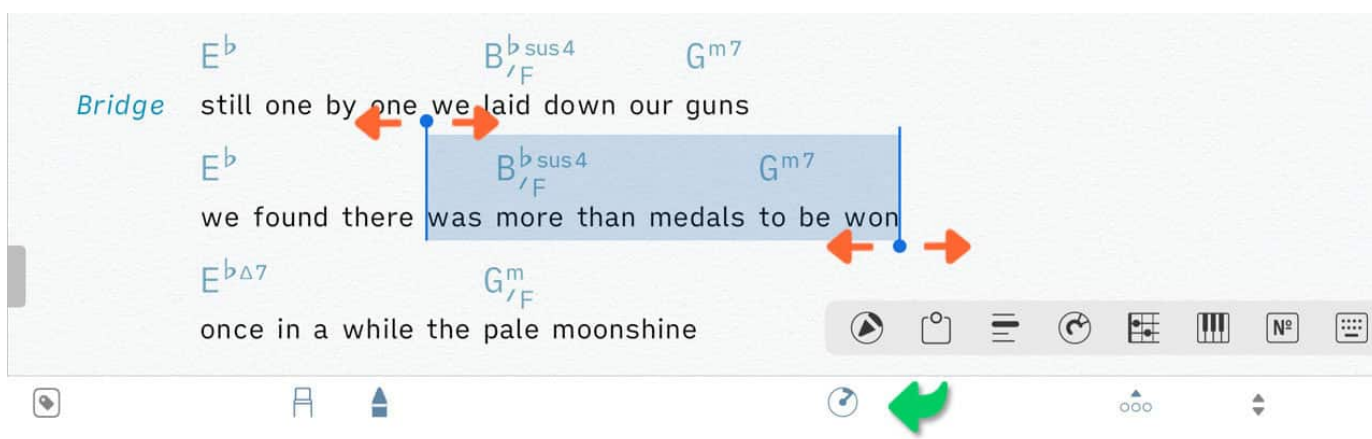 E♭ B♭sus4/F Gm7
Bridge still one by one we laid down our guns
E♭ B♭sus4/F Gm7
we found there was more than medals to be won
E♭Δ7 Gm/F
once in a while the pale moonshine
Nº